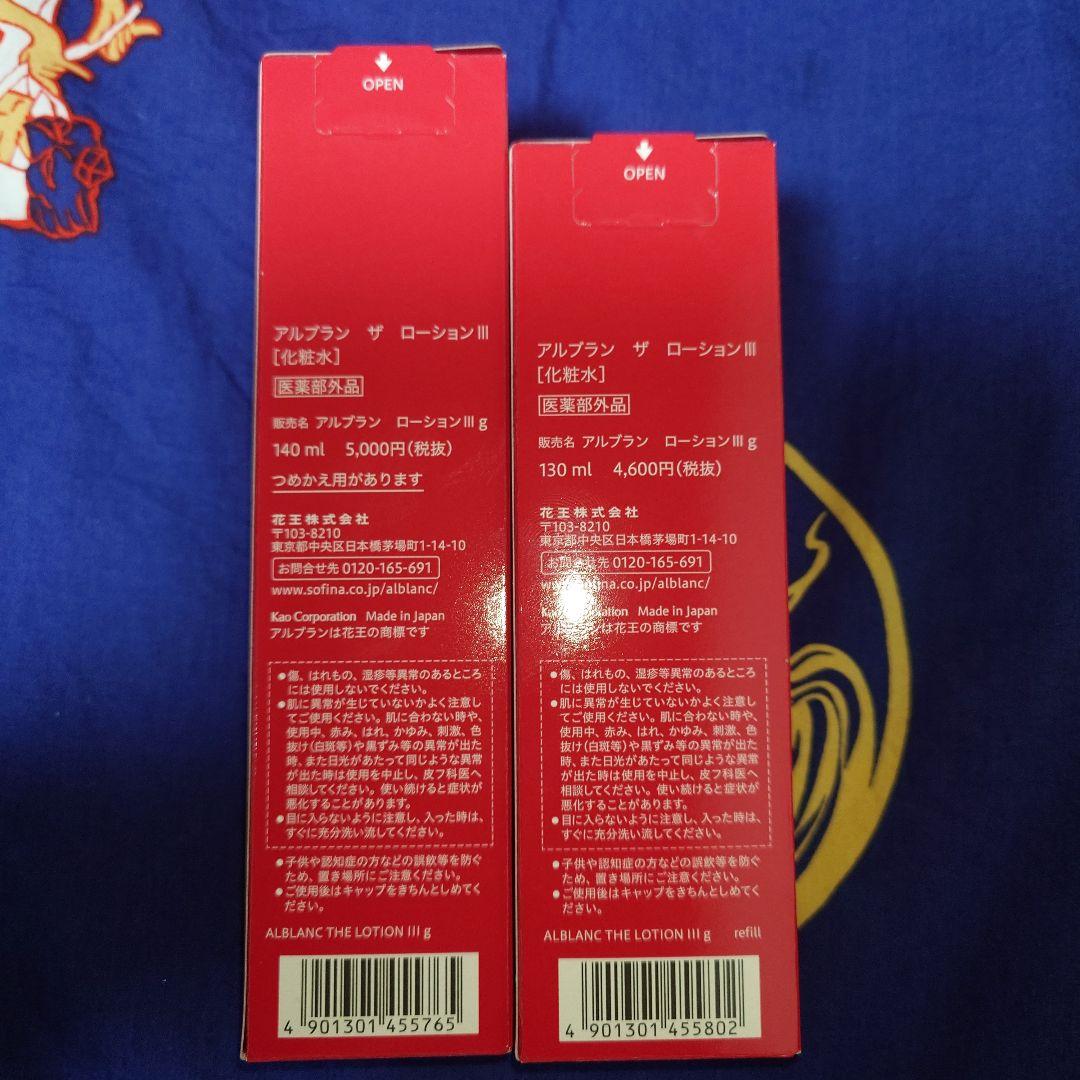 OPEN
アルブラン ザ ローションIII
[化粧水]
医薬部外品
販売名 アルブラン ローションIII g
140 ml 5,000円(税抜)
つめかえ用があります
花王株式会社
〒103-8210
東京都中央区日本橋茅場町1-14-10
お問合せ先 0120-165-691
www.sofina.co.jp/alblanc/
Kao Corporation Made in Japan
アルブランは花王の商標です
●傷、はれもの、湿疹等異常のあるところ
には使用しないでください。
●肌に異常が生じていないかよく注意し
てご使用ください。肌に合わない時や、
使用中、赤み、はれ、かゆみ、刺激、色
抜け(白斑等)や黒ずみ等の異常が出た
時、また日光があたって同じような異常
が出た時は使用を中止し、皮フ科医へ
相談してください。使い続けると症状が
悪化することがあります。
●目に入らないように注意し、入った時は、
すぐに充分洗い流してください。
●子供や認知症の方などの誤飲等を防ぐ
ため、置き場所にご注意ください。
●ご使用後はキャップをきちんとしめてく
ださい。
ALBLANC THE LOTION III g
4 901301 455765
OPEN
アルブラン ザ ローションIII
[化粧水]
医薬部外品
販売名 アルブラン ローションIII g
130 ml 4,600円(税抜)
花王株式会社
〒103-8210
東京都中央区日本橋茅場町1-14-10
お問合せ先 0120-165-691
www.sofina.co.jp/alblanc/
Kao Corporation Made in Japan
アルブランは花王の商標です
●傷、はれもの、湿疹等異常のあるところ
には使用しないでください。
●肌に異常が生じていないかよく注意し
てご使用ください。肌に合わない時や、
使用中、赤み、はれ、かゆみ、刺激、色
抜け(白斑等)や黒ずみ等の異常が出た
時、また日光があたって同じような異常
が出た時は使用を中止し、皮フ科医へ
相談してください。使い続けると症状が
悪化することがあります。
●目に入らないように注意し、入った時は、
すぐに充分洗い流してください。
●子供や認知症の方などの誤飲等を防ぐ
ため、置き場所にご注意ください。
●ご使用後はキャップをきちんとしめてく
ださい。
ALBLANC THE LOTION III g refill
4 901301 455802